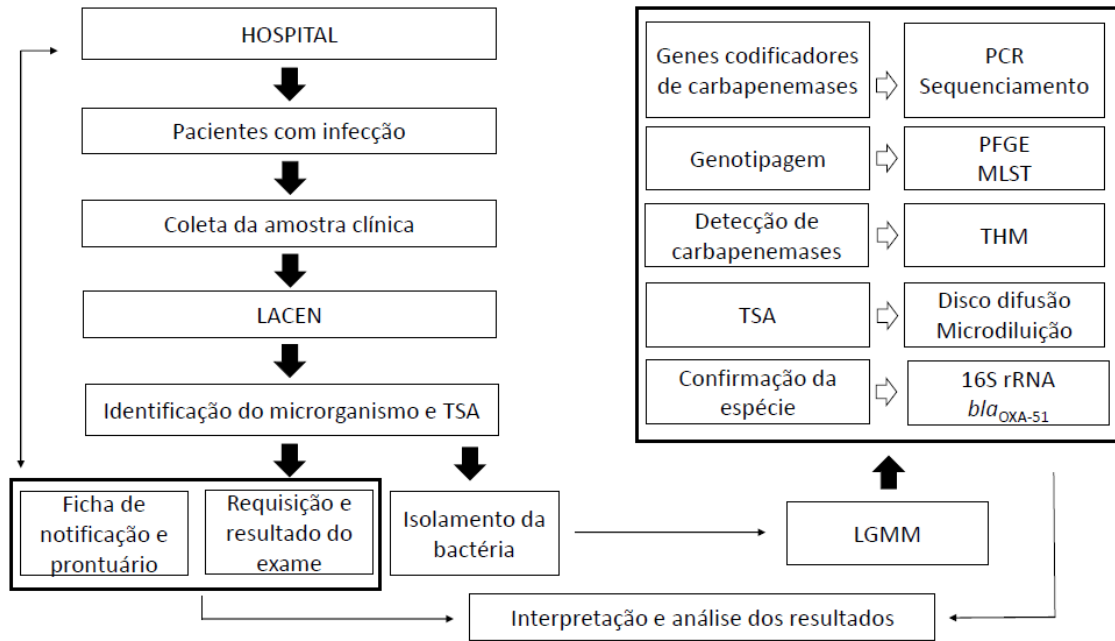 HOSPITAL
Pacientes com infecção
Coleta da amostra clínica
LACEN
Identificação do microrganismo e TSA
Ficha de
notificação e
prontuário
Requisição e
resultado do
exame
Isolamento da
bactéria
LGMM
Genes codificadores
de carbapenemases
PCR
Sequenciamento
Genotipagem
PFGE
MLST
Detecção de
carbapenemases
THM
TSA
Disco difusão
Microdiluição
Confirmação da
espécie
16S rRNA
bla OXA-51
Interpretação e análise dos resultados